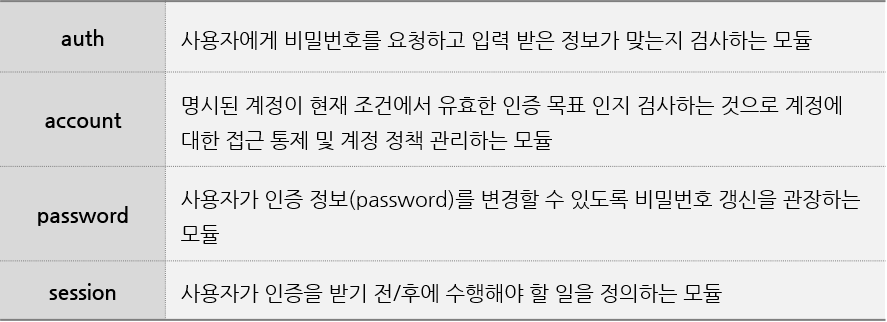 auth
사용자에게 비밀번호를 요청하고 입력 받은 정보가 맞는지 검사하는 모듈
account
명시된 계정이 현재 조건에서 유효한 인증 목표 인지 검사하는 것으로 계정에
대한 접근 통제 및 계정 정책 관리하는 모듈
password
사용자가 인증 정보(password)를 변경할 수 있도록 비밀번호 갱신을 관장하는
모듈
session
사용자가 인증을 받기 전/후에 수행해야 할 일을 정의하는 모듈